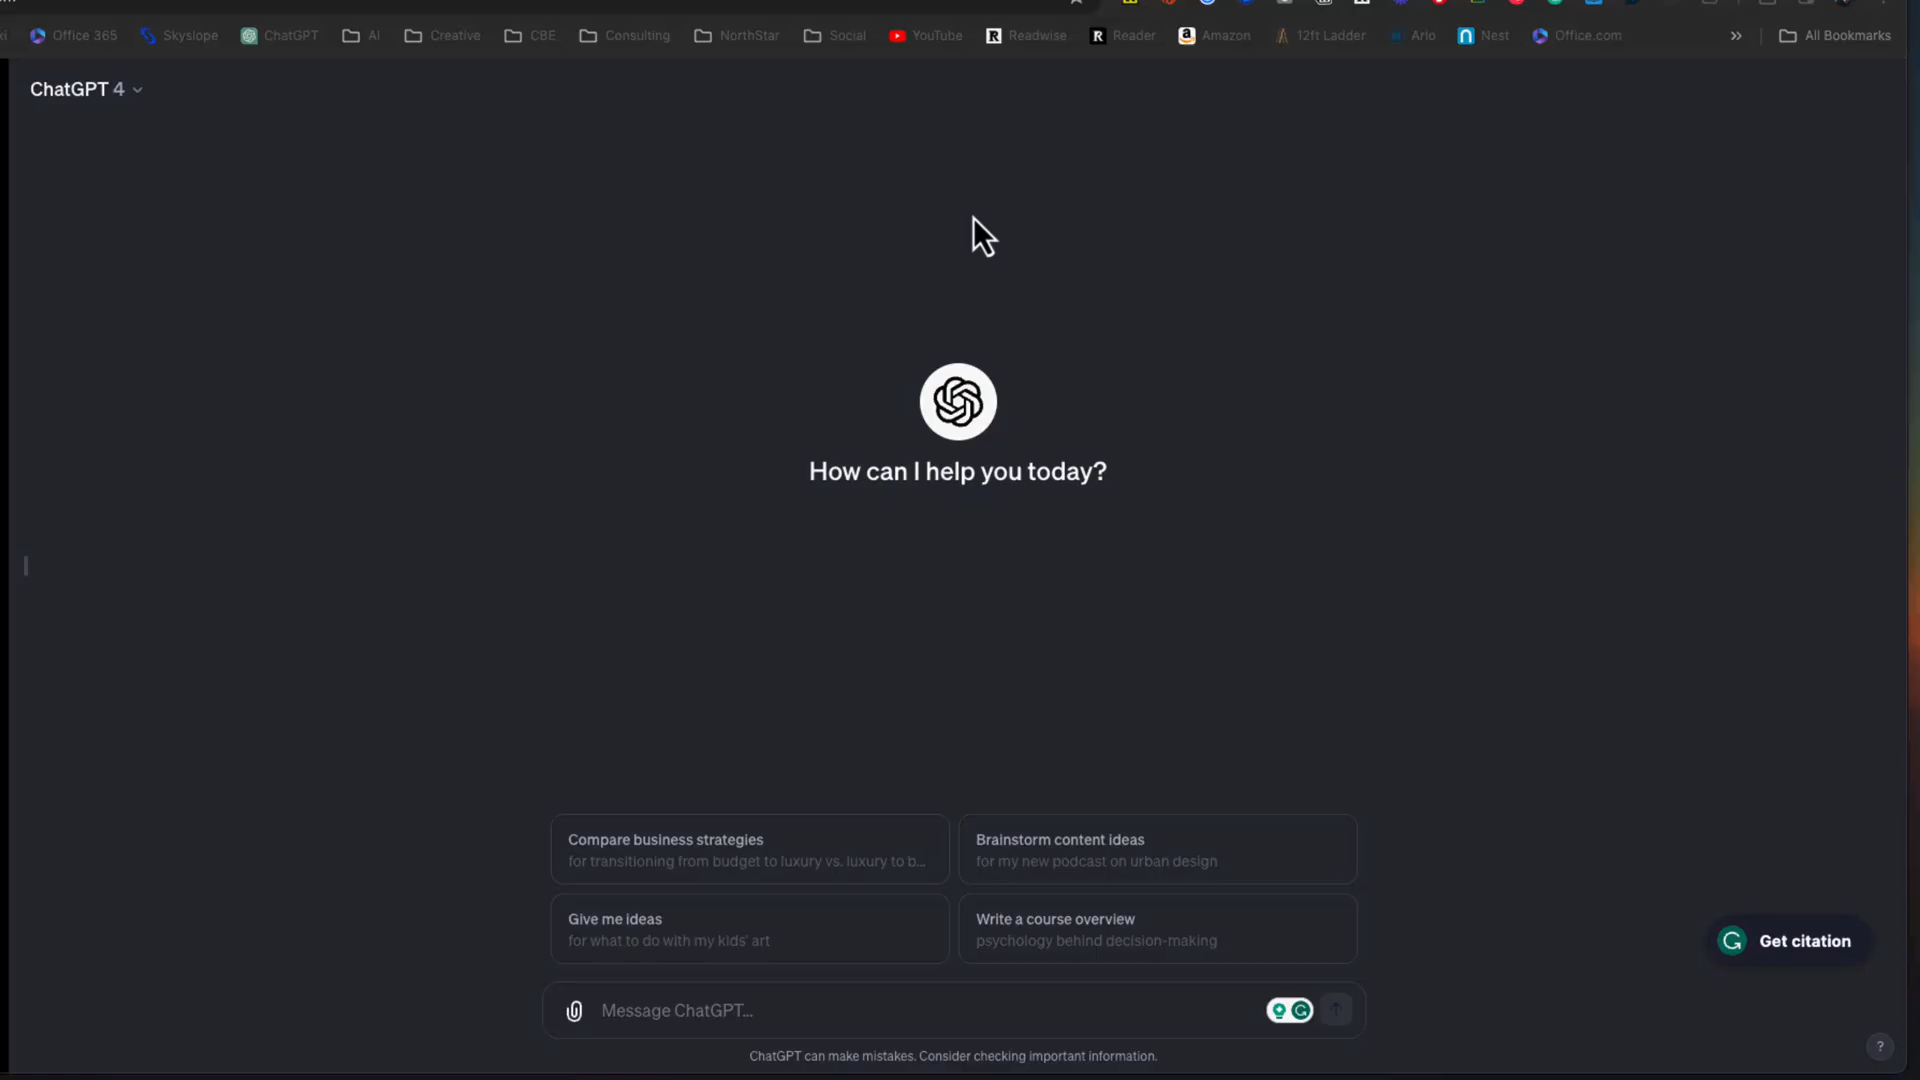 Office 365 Skyslope ChatGPT AI Creative CBE Consulting NorthStar Social YouTube Readwise Reader Amazon 12ft Ladder Arlo Nest Office.com » All Bookmarks
ChatGPT 4
How can I help you today?
Compare business strategies
for transitioning from budget to luxury vs. luxury to b...
Brainstorm content ideas
for my new podcast on urban design
Give me ideas
for what to do with my kids' art
Write a course overview
psychology behind decision-making
Get citation
Message ChatGPT...
ChatGPT can make mistakes. Consider checking important information.
?